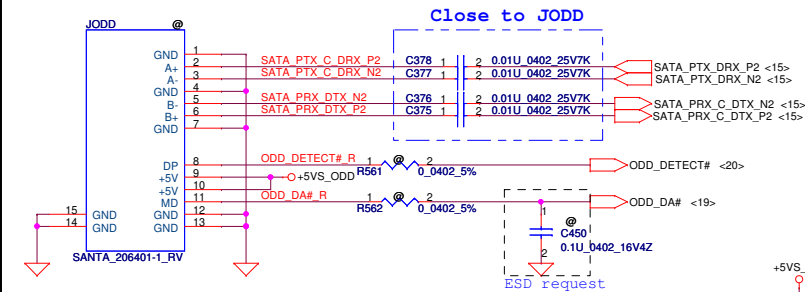 Close to JODD
JODD @
GND 1
A+ 2 SATA_PTX_C_DRX_P2 C378 1 2 0.01U_0402_25V7K SATA_PTX_DRX_P2 <15>
A- 3 SATA_PTX_C_DRX_N2 C377 1 2 0.01U_0402_25V7K SATA_PTX_DRX_N2 <15>
GND 4
B- 5 SATA_PRX_DTX_N2 C376 1 2 0.01U_0402_25V7K SATA_PRX_C_DTX_N2 <15>
B+ 6 SATA_PRX_DTX_P2 C375 1 2 0.01U_0402_25V7K SATA_PRX_C_DTX_P2 <15>
GND 7
DP 8 ODD_DETECT#_R 1 @ 2 ODD_DETECT# <20>
R561 0_0402_5%
+5V 9 +5VS_ODD
+5V 10
MD 11 ODD_DA#_R 1 @ 2 ODD_DA# <19>
R562 0_0402_5%
15 GND GND 12
14 GND GND 13
SANTA_206401-1_RV
1 @
C450
0.1U_0402_16V4Z
2
ESD request
+5VS_